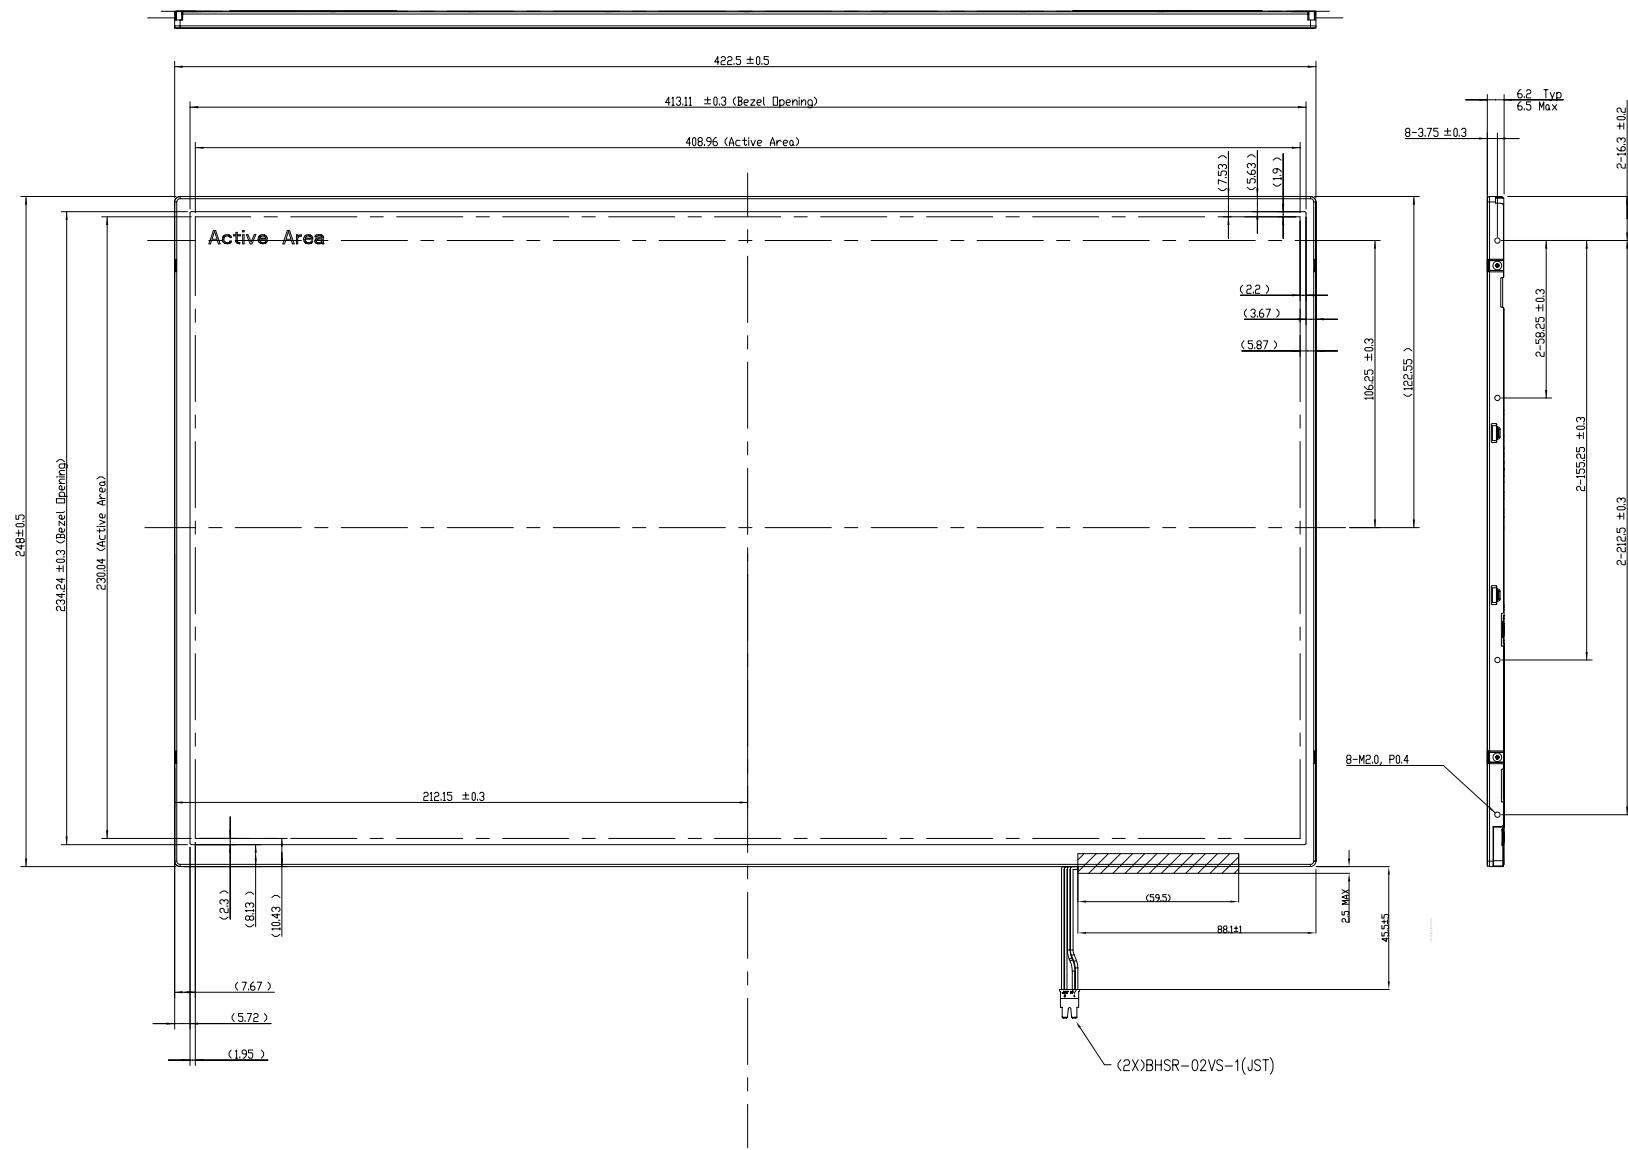 422.5 ±0.5
413.11 ±0.3 (Bezel Opening)
408.96 (Active Area)
6.2 Typ
6.5 Max
8-3.75 ±0.3
2-16.3 ±0.2
(7.53)
(5.63)
(1.9)
Active Area
(2.2)
(3.67)
(5.87)
106.25 ±0.3
(122.55)
2-58.25 ±0.3
2-155.25 ±0.3
2-212.5 ±0.3
248±0.5
234.24 ±0.3 (Bezel Opening)
230.04 (Active Area)
8-M2.0, P0.4
212.15 ±0.3
(2.3)
(8.13)
(10.43)
(59.5)
88.1±1
2.5 MAX
45.5±5
(7.67)
(5.72)
(1.95)
(2X)BHSR-02VS-1(JST)